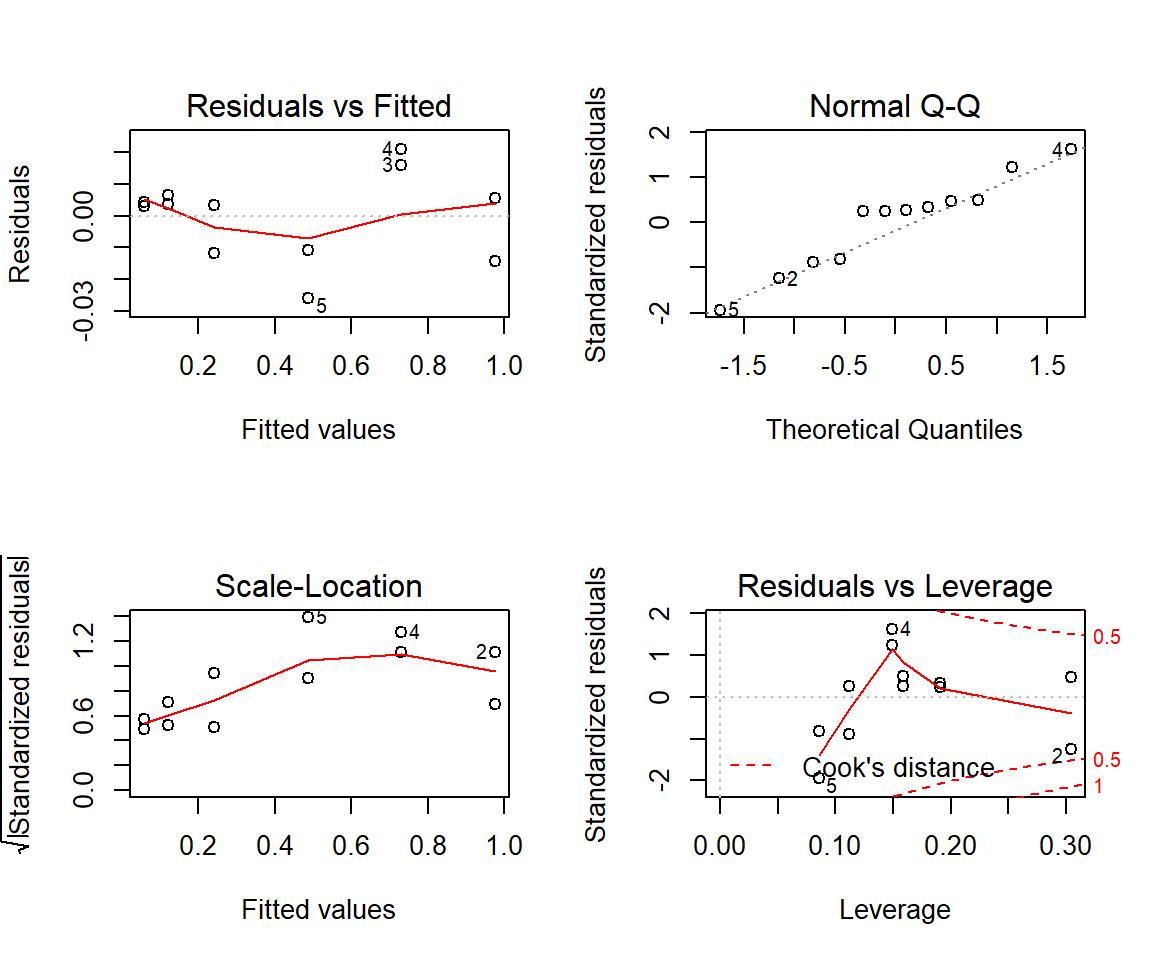 Residuals vs Fitted
Residuals
0.00
-0.03
4
3
5
0.2 0.4 0.6 0.8 1.0
Fitted values
Normal Q-Q
Standardized residuals
2
1
0
-2
4
2
5
-1.5 -0.5 0.5 1.5
Theoretical Quantiles
Scale-Location
√|Standardized residuals|
1.2
0.6
0.0
5
4
2
0.2 0.4 0.6 0.8 1.0
Fitted values
Residuals vs Leverage
Standardized residuals
2
1
0
-2
4
2
5
Cook's distance
0.5
0.5
1
0.00 0.10 0.20 0.30
Leverage